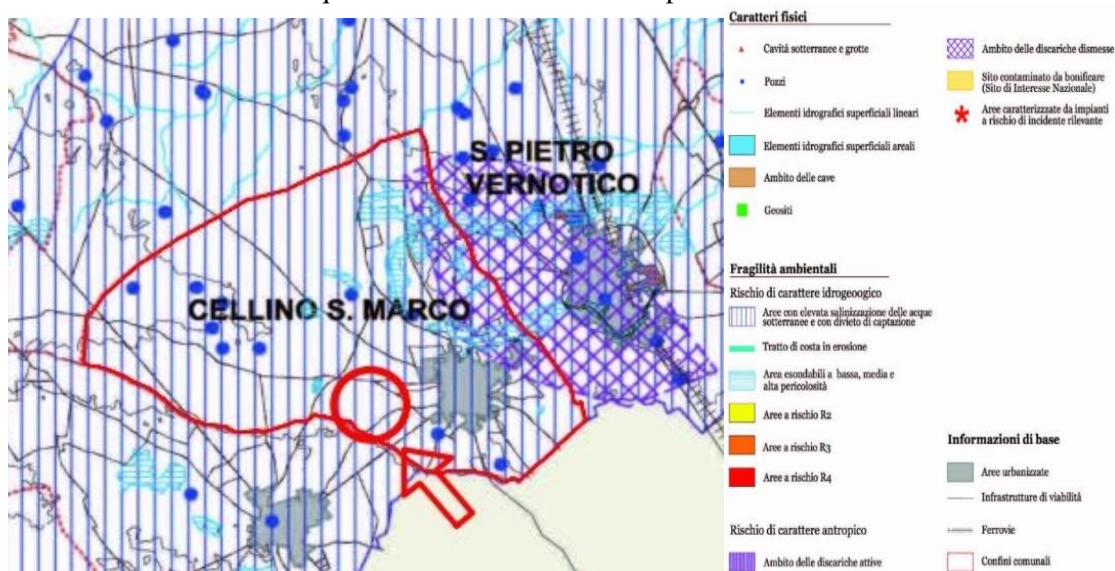 S. PIETRO
VERNOTICO
CELLINO S. MARCO
Caratteri fisici
Cavità sotterranee e grotte
Pozzi
Elementi idrografici superficiali lineari
Elementi idrografici superficiali areali
Ambito delle cave
Geositi
Ambito delle discariche dismesse
Sito contaminato da bonificare
(Sito di Interesse Nazionale)
Aree caratterizzate da impianti
a rischio di incidente rilevante
Fragilità ambientali
Rischio di carattere idrogeoogico
Aree con elevata salinizzazione delle acque
sotterranee e con divieto di captazione
Tratto di costa in erosione
Area esondabili a bassa, media e
alta pericolosità
Aree a rischio R2
Aree a rischio R3
Aree a rischio R4
Rischio di carattere antropico
Ambito delle discariche attive
Informazioni di base
Aree urbanizzate
Infrastrutture di viabilità
Ferrovie
Confini comunali